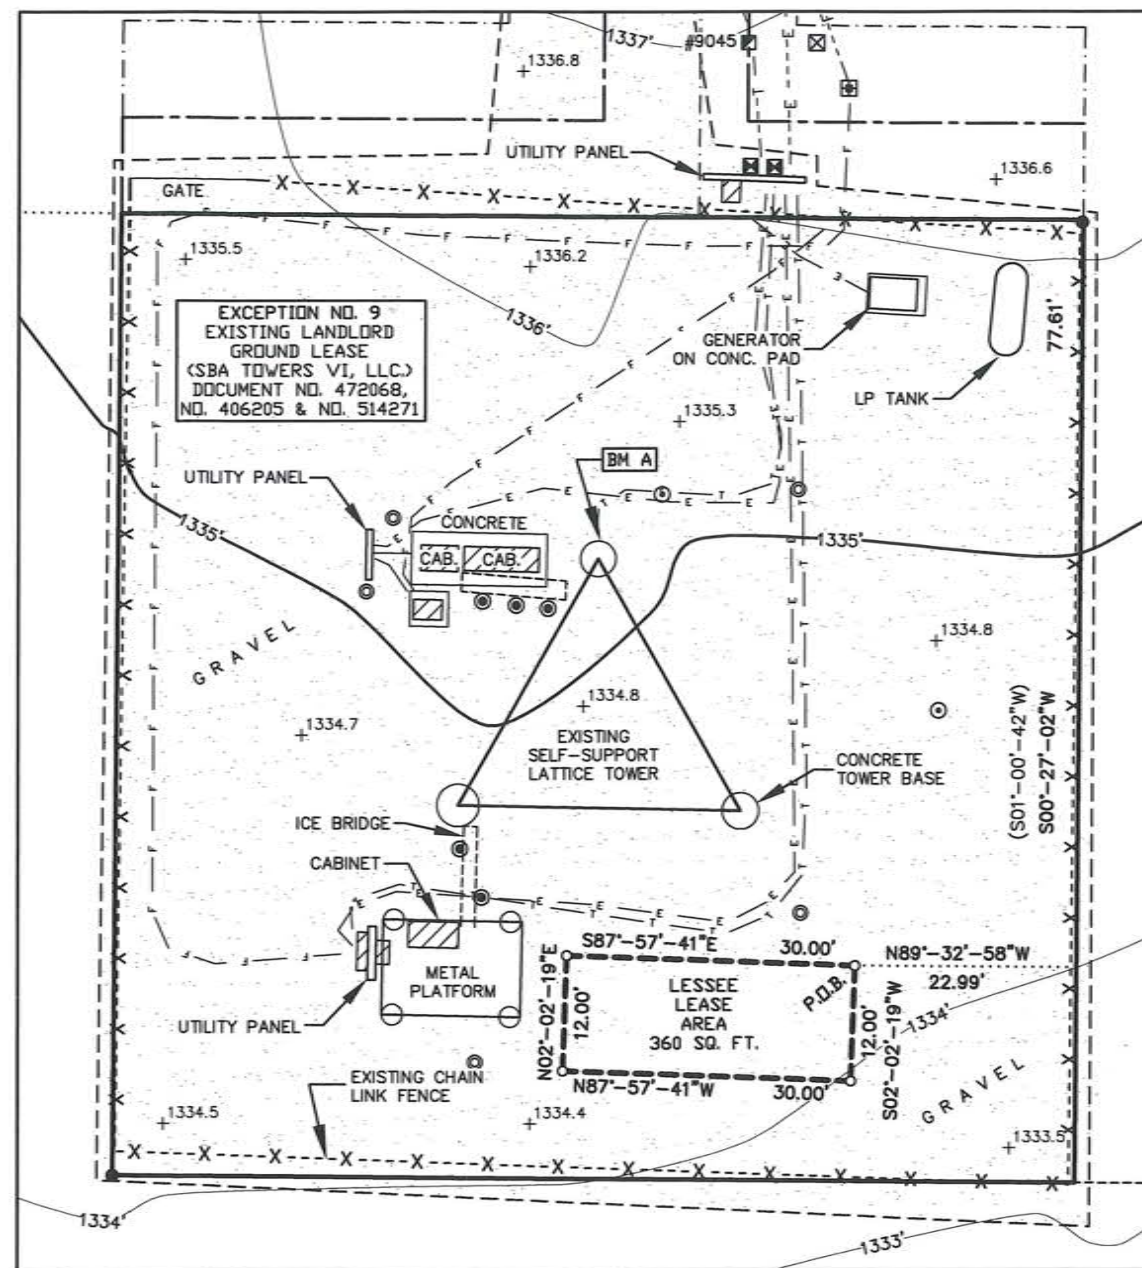 1337'
#9045
1336.8
UTILITY PANEL
1336.6
GATE
1335.5
1336.2
1336'
EXCEPTION NO. 9
EXISTING LANDLORD
GROUND LEASE
(SBA TOWERS VI, LLC.)
DOCUMENT NO. 472068,
NO. 406205 & NO. 514271
GENERATOR
ON CONC. PAD
77.61'
LP TANK
1335.3
BM A
UTILITY PANEL
1335'
CONCRETE
CAB.
CAB.
1335'
GRAVEL
1334.8
1334.7
1334.8
EXISTING
SELF-SUPPORT
LATTICE TOWER
CONCRETE
TOWER BASE
(S01°-00'-42"W)
S00°-27'-02"W
ICE BRIDGE
CABINET
METAL
PLATFORM
UTILITY PANEL
S87°-57'-41"E 30.00'
N89°-32'-58"W
22.99'
N02°-02'-19"E
12.00'
LESSEE
LEASE
AREA
360 SQ. FT.
P.O.B.
12.00'
S02°-02'-19"W
1334'
N87°-57'-41"W 30.00'
GRAVEL
EXISTING CHAIN
LINK FENCE
1334.5
1334.4
1333.5
1334'
1333'